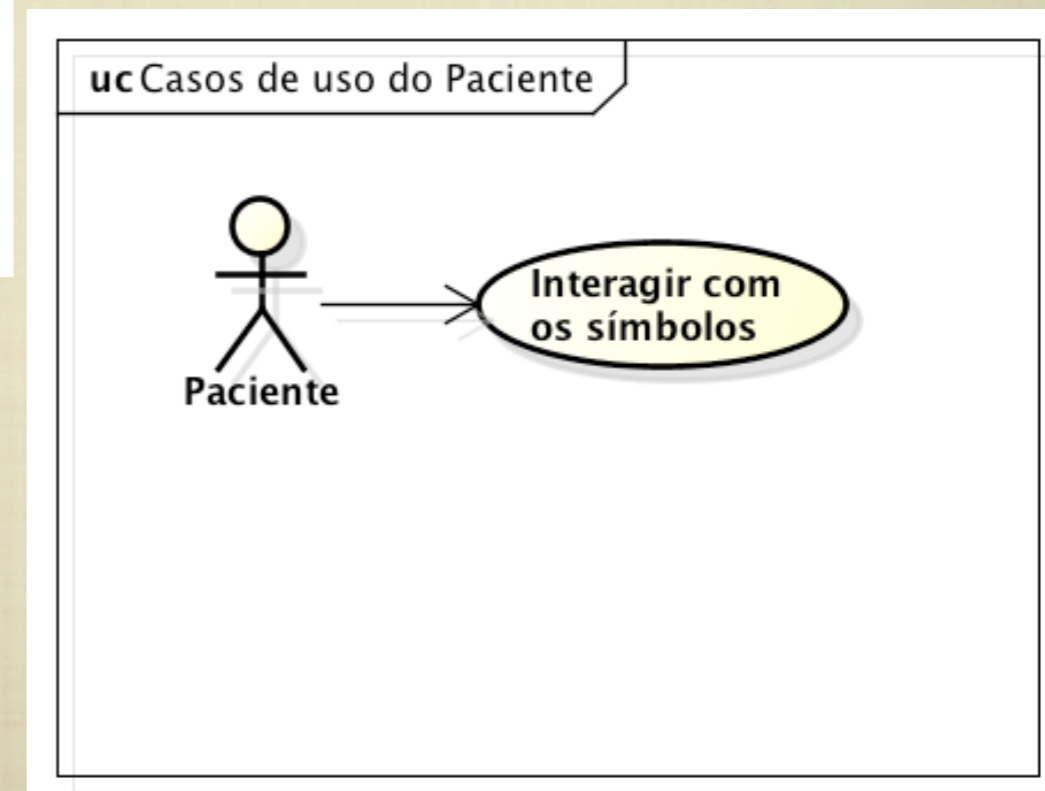 uc Casos de uso do Paciente
Interagir com
os símbolos
Paciente